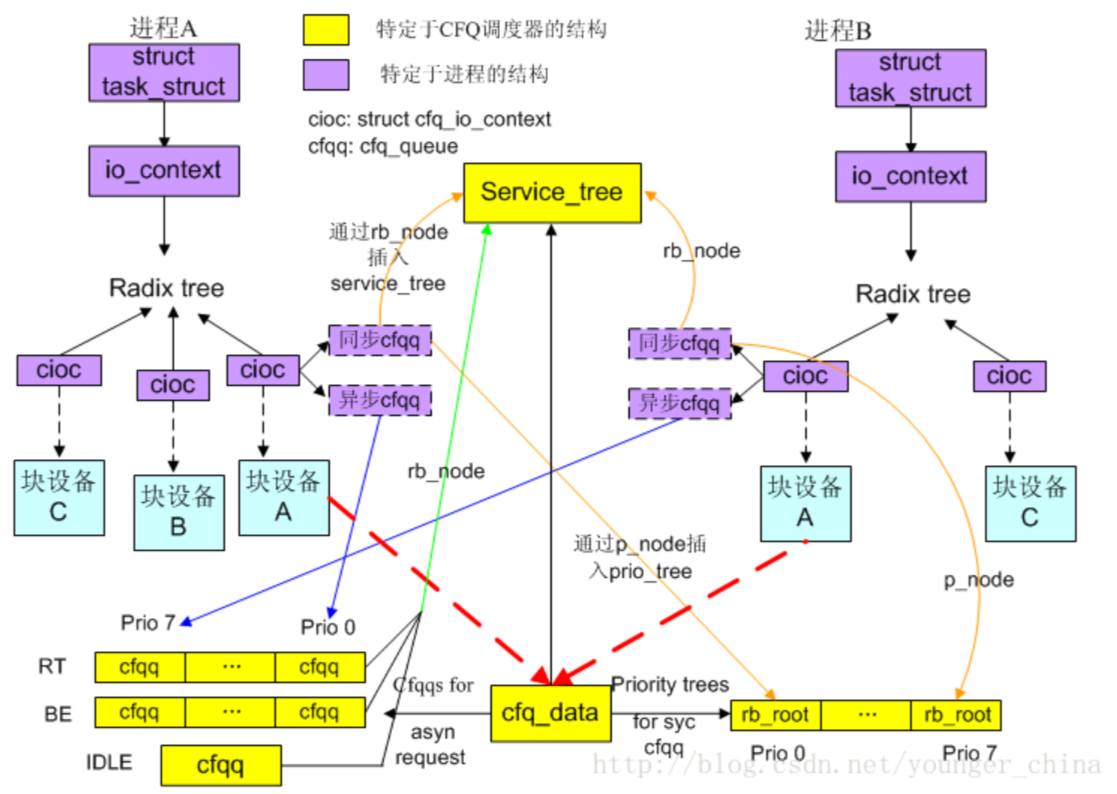 进程A
特定于CFQ调度器的结构
进程B
struct
task_struct
特定于进程的结构
struct
task_struct
cioc: struct cfq_io_context
cfqq: cfq_queue
io_context
io_context
Service_tree
通过rb_node
插入
service_tree
rb_node
Radix tree
Radix tree
同步cfqq
同步cfqq
cioc
cioc
cioc
cioc
cioc
异步cfqq
异步cfqq
块设备
C
块设备
B
块设备
A
rb_node
块设备
A
块设备
C
通过p_node插
入prio_tree
p_node
Prio 7
Prio 0
RT
cfqq
...
cfqq
BE
cfqq
...
cfqq
IDLE
cfqq
Cfqqs for
asyn
request
cfq_data
Priority trees
for syc
cfqq
rb_root
...
rb_root
Prio 0
Prio 7
http://blog.csdn.net/younger_china